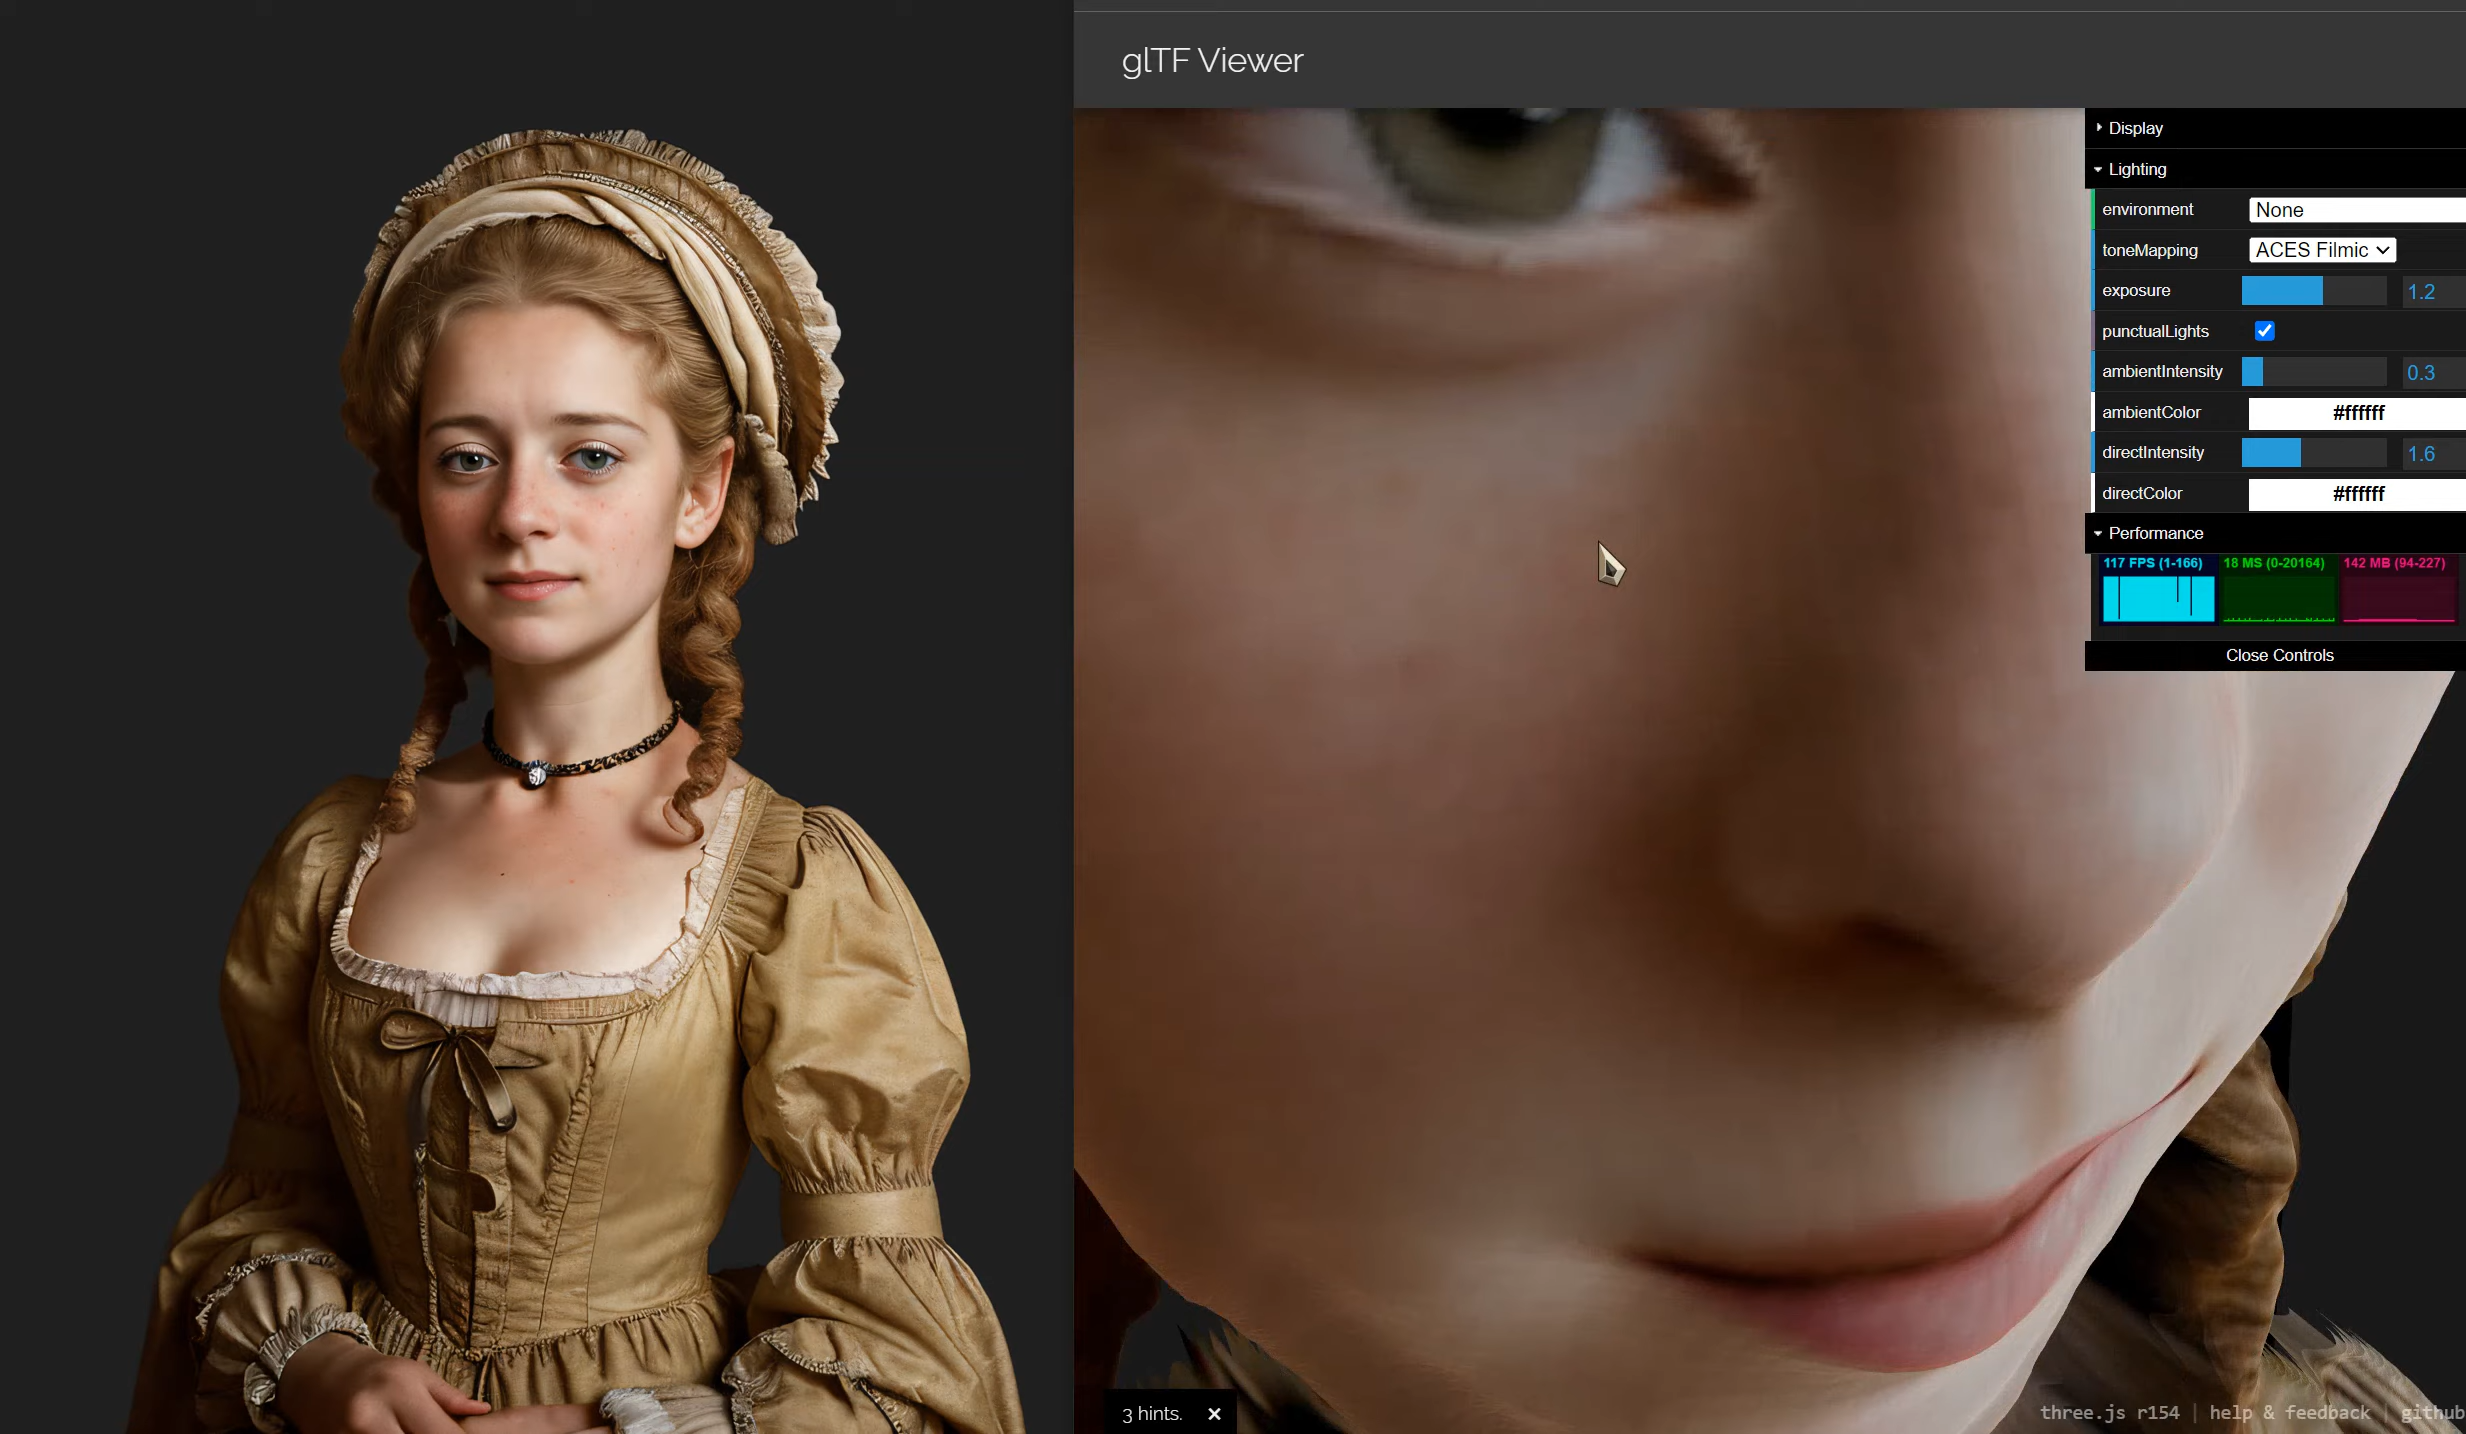 glTF Viewer
Display
Lighting
environment None
toneMapping ACES Filmic
exposure 1.2
punctualLights
ambientIntensity 0.3
ambientColor #ffffff
directIntensity 1.6
directColor #ffffff
Performance
117 FPS (1-166) 18 MS (0-20164) 142 MB (94-227)
Close Controls
3 hints. ×
three.js r154 | help & feedback | github